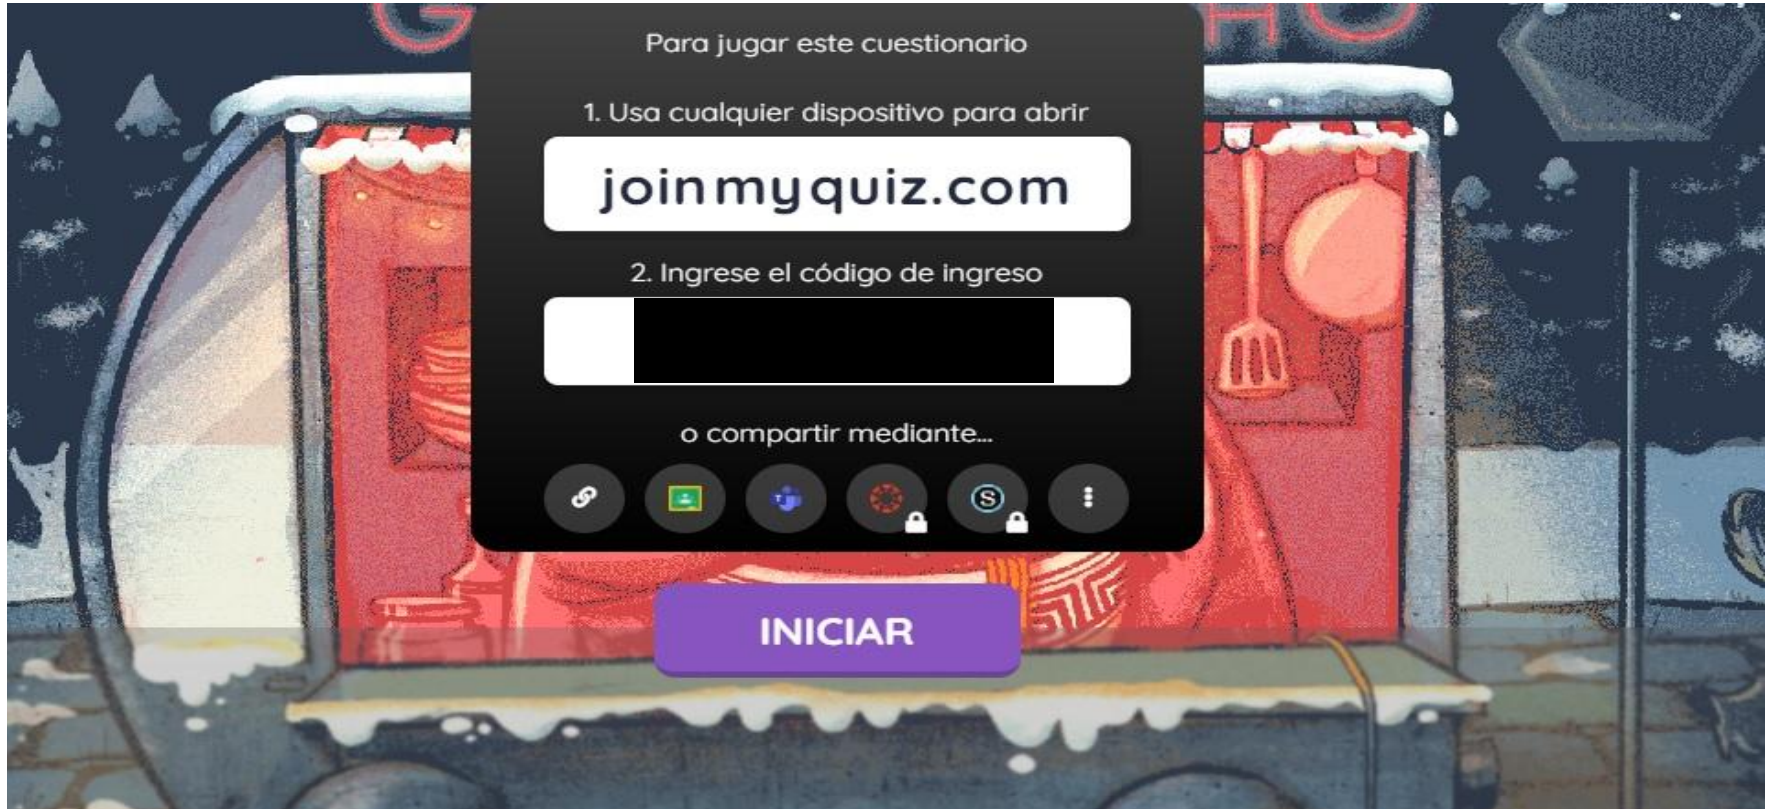 Para jugar este cuestionario
1. Usa cualquier dispositivo para abrir
joinmyquiz.com
2. Ingrese el código de ingreso
o compartir mediante...
S
INICIAR